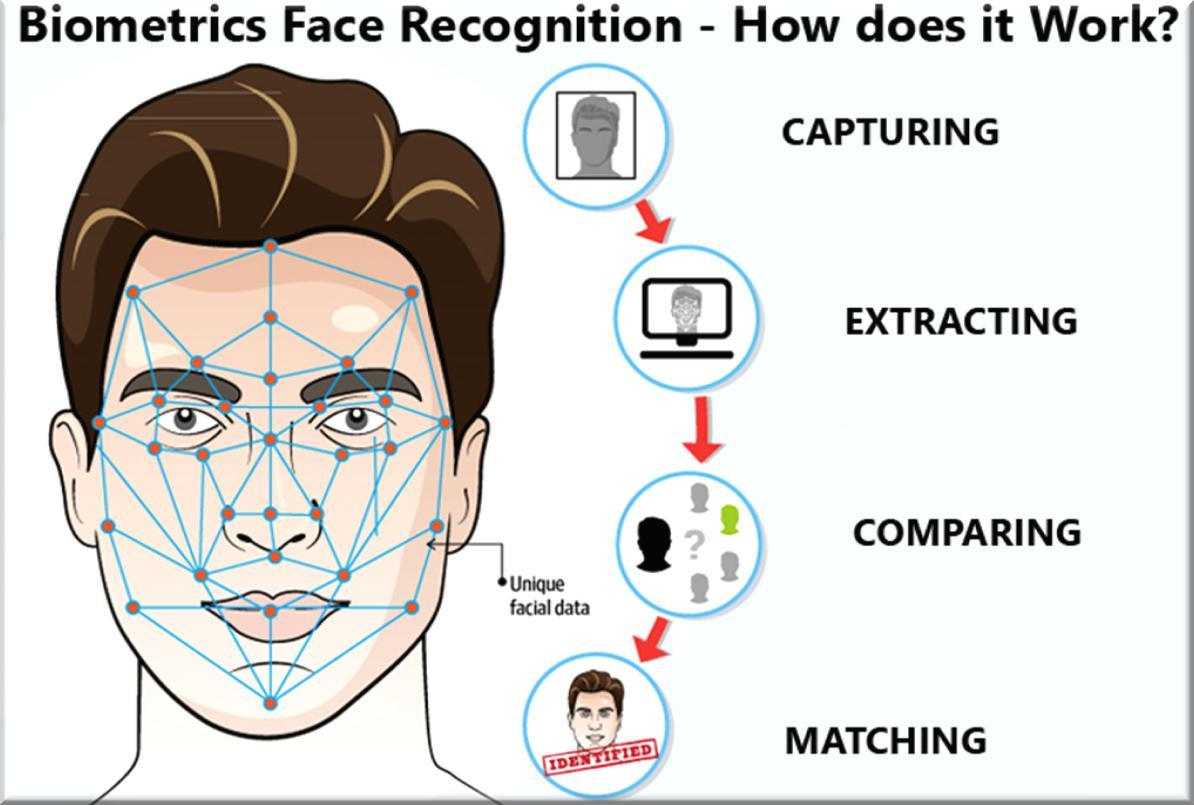 Biometrics Face Recognition - How does it Work?
CAPTURING
EXTRACTING
COMPARING
?
Unique
facial data
MATCHING
IDENTIFIED